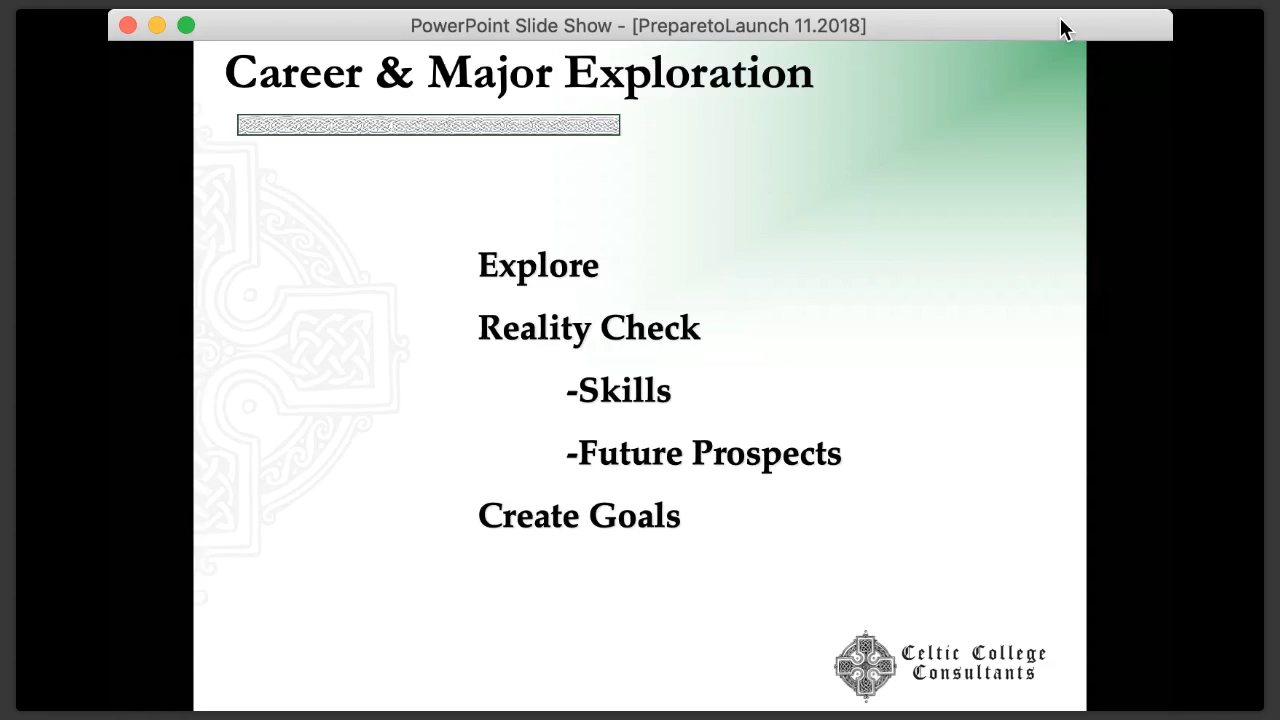 PowerPoint Slide Show - [PreparetoLaunch 11.2018]
Career & Major Exploration
Explore
Reality Check
-Skills
-Future Prospects
Create Goals
Celtic College
Consultants